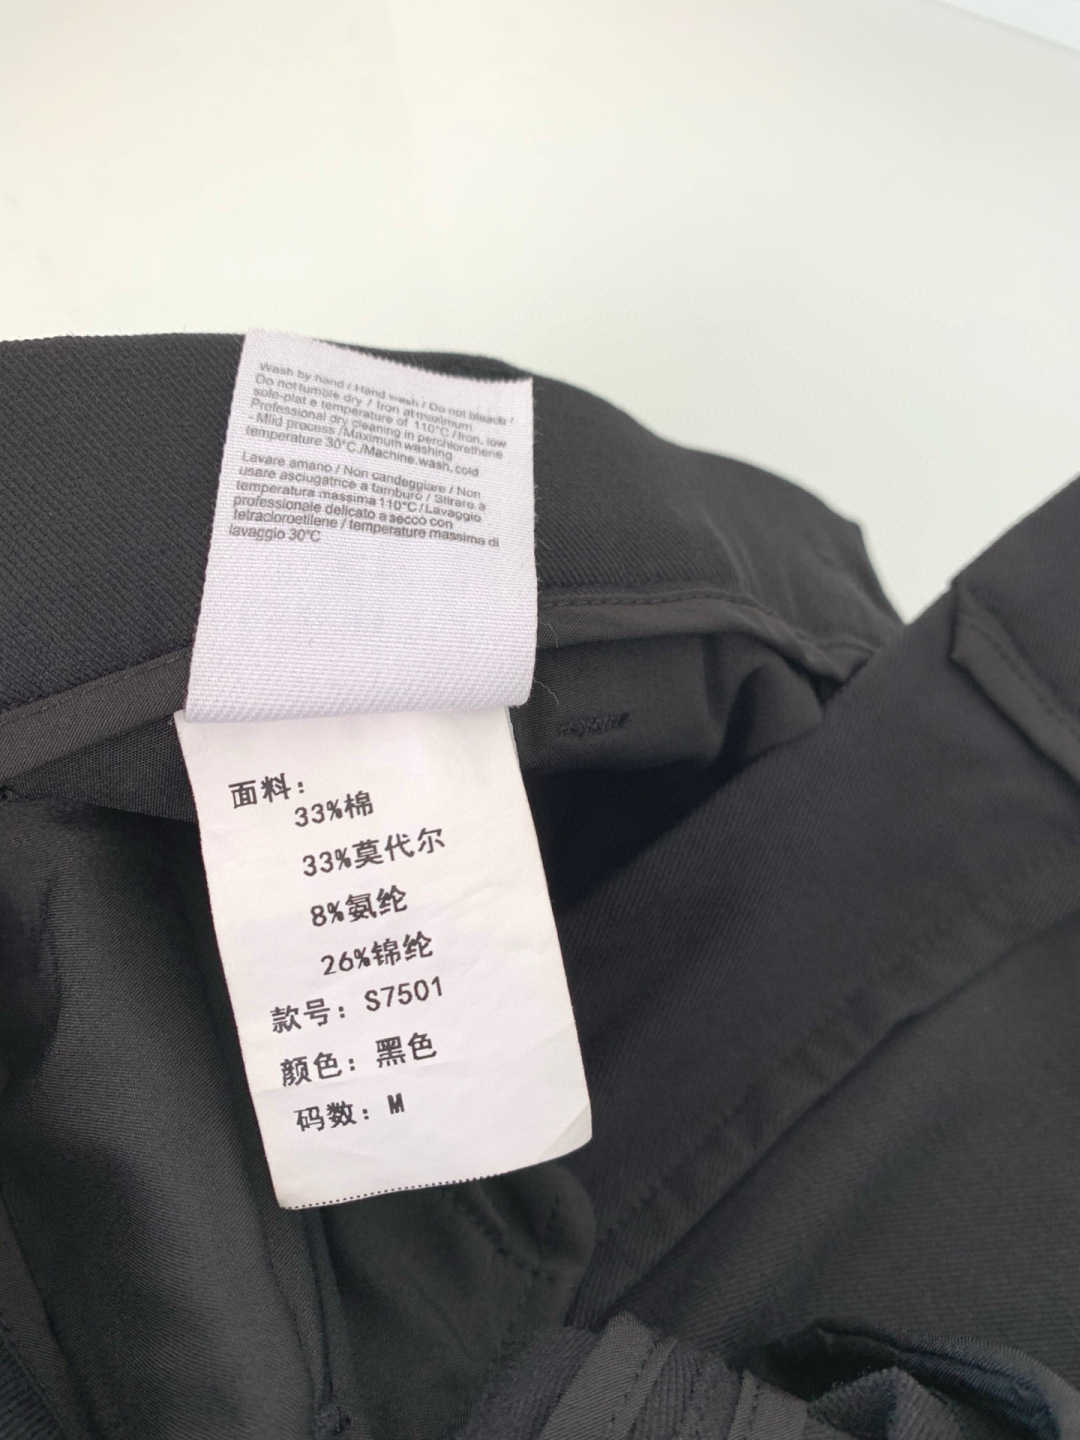 Wash by hand / Hand wash / Do not bleach /
Do not tumble dry / Iron at maximum
sole-plat e temperature of 110°C / Iron, low
Professional dry cleaning in perchlorethene
- Mlid process /Maximum washing
temperature 30°C./Machine.wash.cold
Lavare amano / Non candeggiare / Non
usare asciugatrice a tamburo / Stirare a
temperatura massima 110°C / Lavaggio
professionale delicato a secco con
tetracloroetilene / temperature massima di
lavaggio 30°C
面料：
33%棉
33%莫代尔
8%氨纶
26%锦纶
款号：S7501
颜色：黑色
码数：M